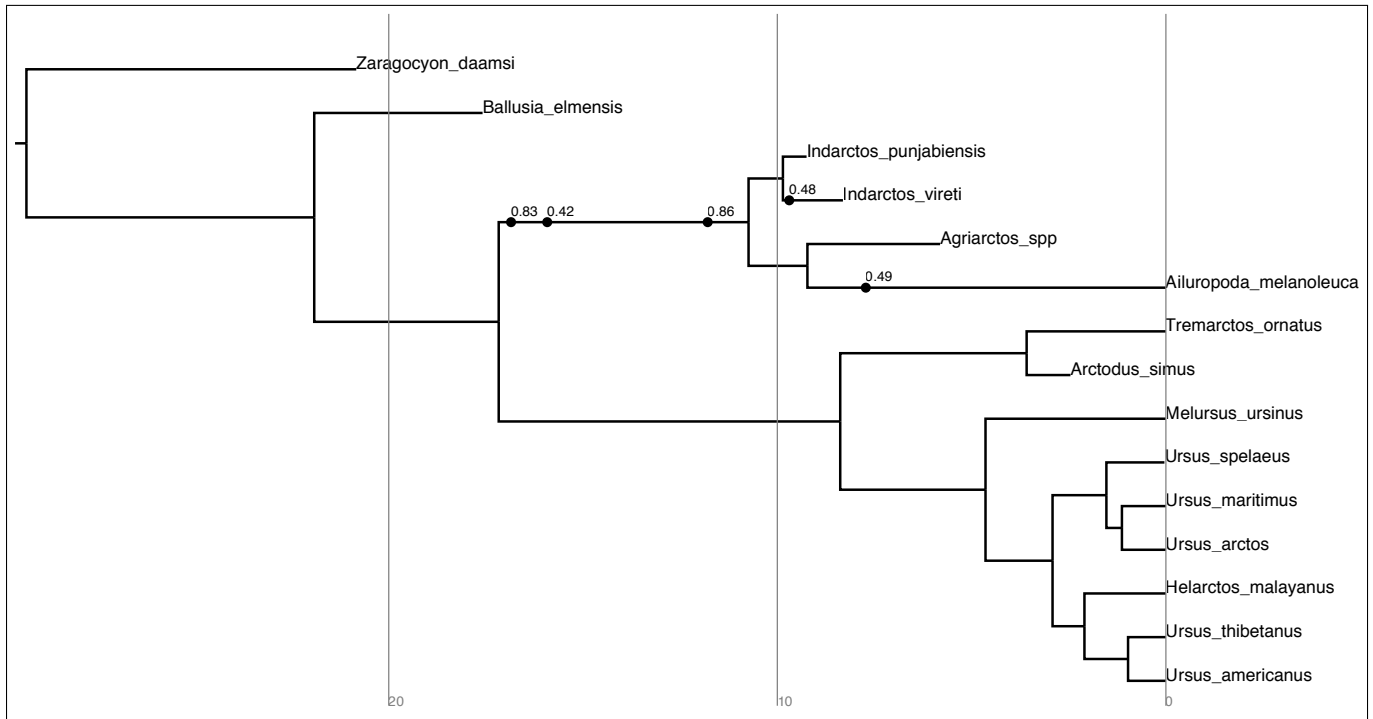 Zaragocyon_daamsi
Ballusia_elmensis
Indarctos_punjabiensis
0.48
Indarctos_vireti
0.83 0.42 0.86
Agriarctos_spp
0.49
Ailuropoda_melanoleuca
Tremarctos_ornatus
Arctodus_simus
Melursus_ursinus
Ursus_spelaeus
Ursus_maritimus
Ursus_arctos
Helarctos_malayanus
Ursus_thibetanus
Ursus_americanus
20 10 0